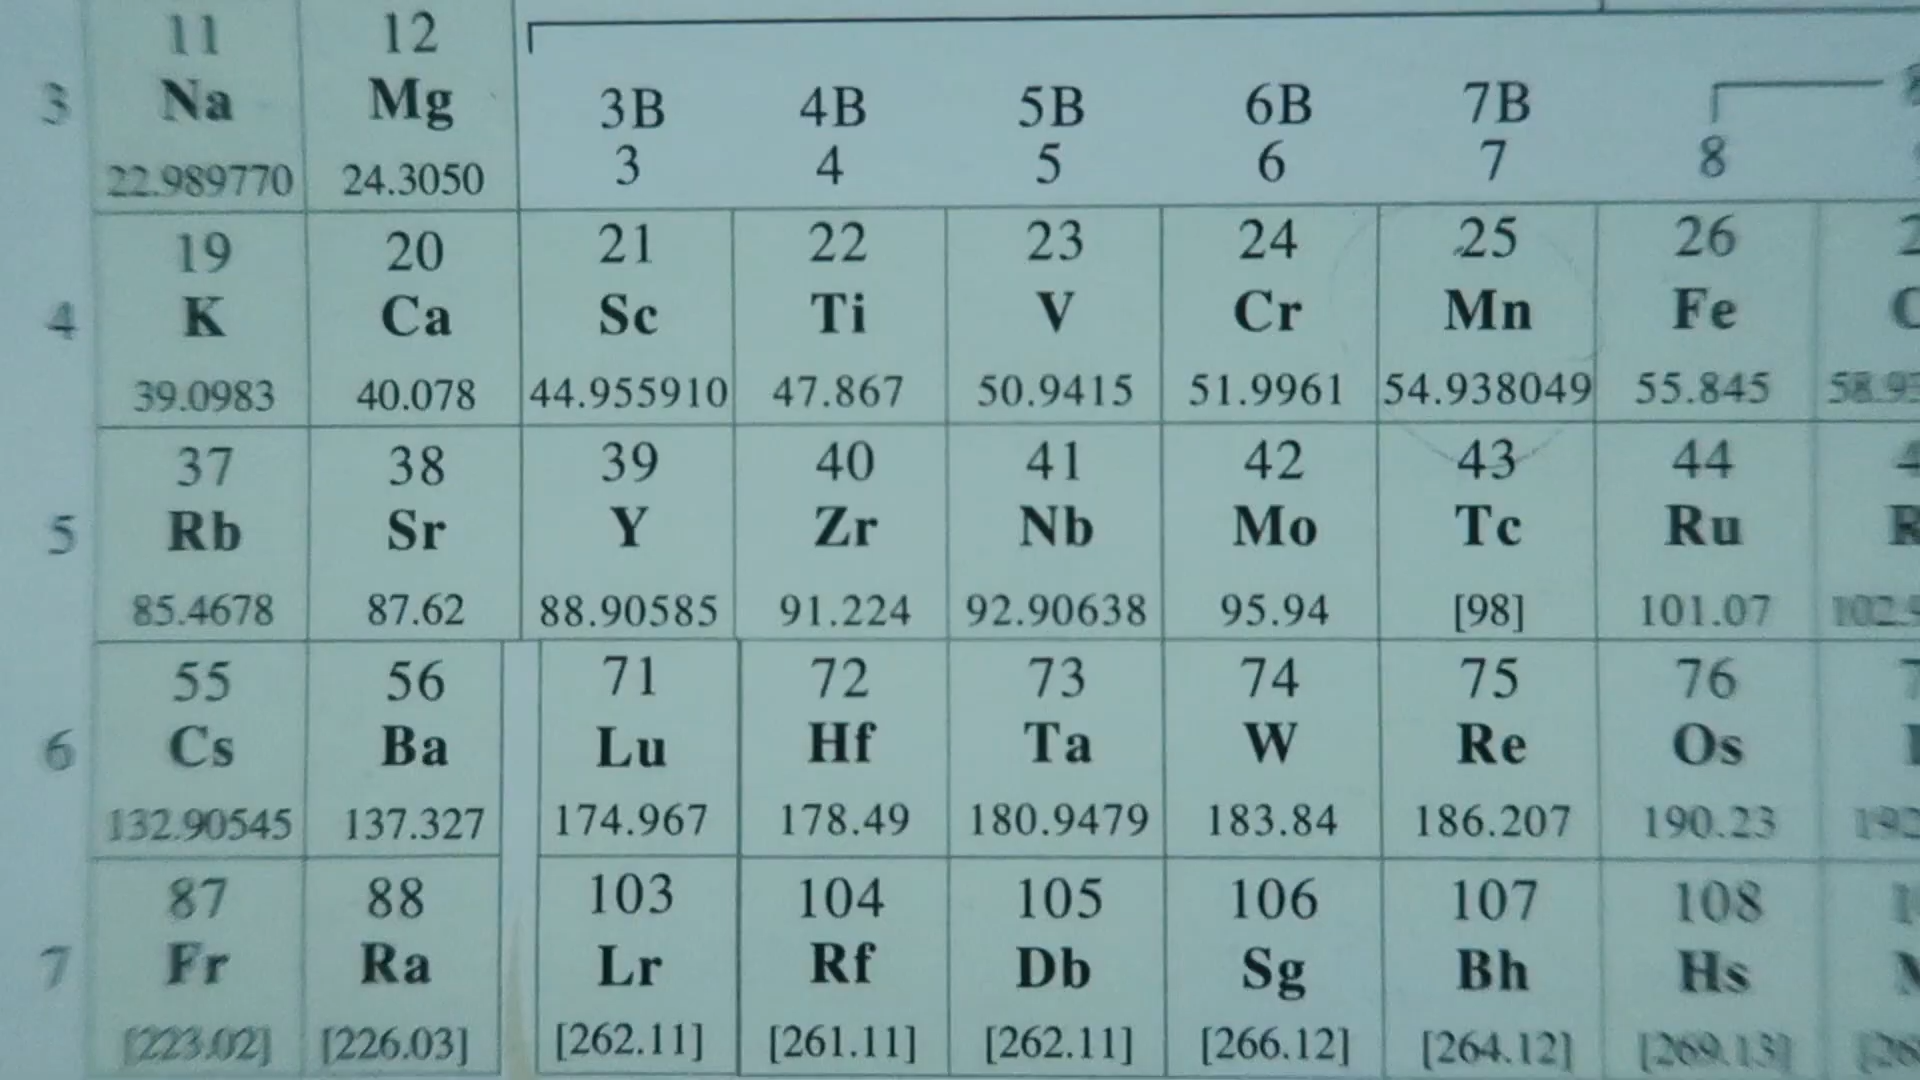 11 12
3 Na Mg 3B 4B 5B 6B 7B
22.989770 24.3050 3 4 5 6 7 8
19 20 21 22 23 24 25 26
4 K Ca Sc Ti V Cr Mn Fe
39.0983 40.078 44.955910 47.867 50.9415 51.9961 54.938049 55.845 58.93
37 38 39 40 41 42 43 44
5 Rb Sr Y Zr Nb Mo Tc Ru R
85.4678 87.62 88.90585 91.224 92.90638 95.94 [98] 101.07 102.9
55 56 71 72 73 74 75 76 7
6 Cs Ba Lu Hf Ta W Re Os
132.90545 137.327 174.967 178.49 180.9479 183.84 186.207 190.23 192
87 88 103 104 105 106 107 108
7 Fr Ra Lr Rf Db Sg Bh Hs
[223.02] [226.03] [262.11] [261.11] [262.11] [266.12] [264.12] [269.13]